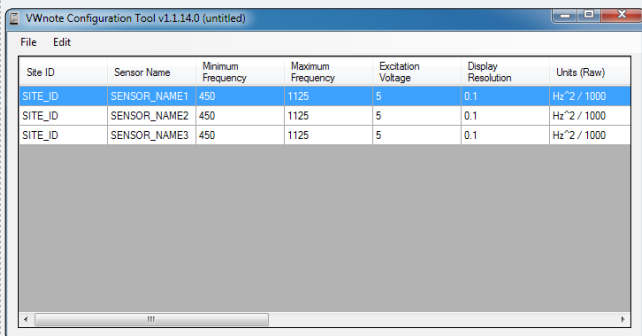 VWnote Configuration Tool v1.1.14.0 (untitled)
File Edit
Site ID Sensor Name Minimum Frequency Maximum Frequency Excitation Voltage Display Resolution Units (Raw)
SITE_ID SENSOR_NAME1 450 1125 5 0.1 Hz^2 / 1000
SITE_ID SENSOR_NAME2 450 1125 5 0.1 Hz^2 / 1000
SITE_ID SENSOR_NAME3 450 1125 5 0.1 Hz^2 / 1000